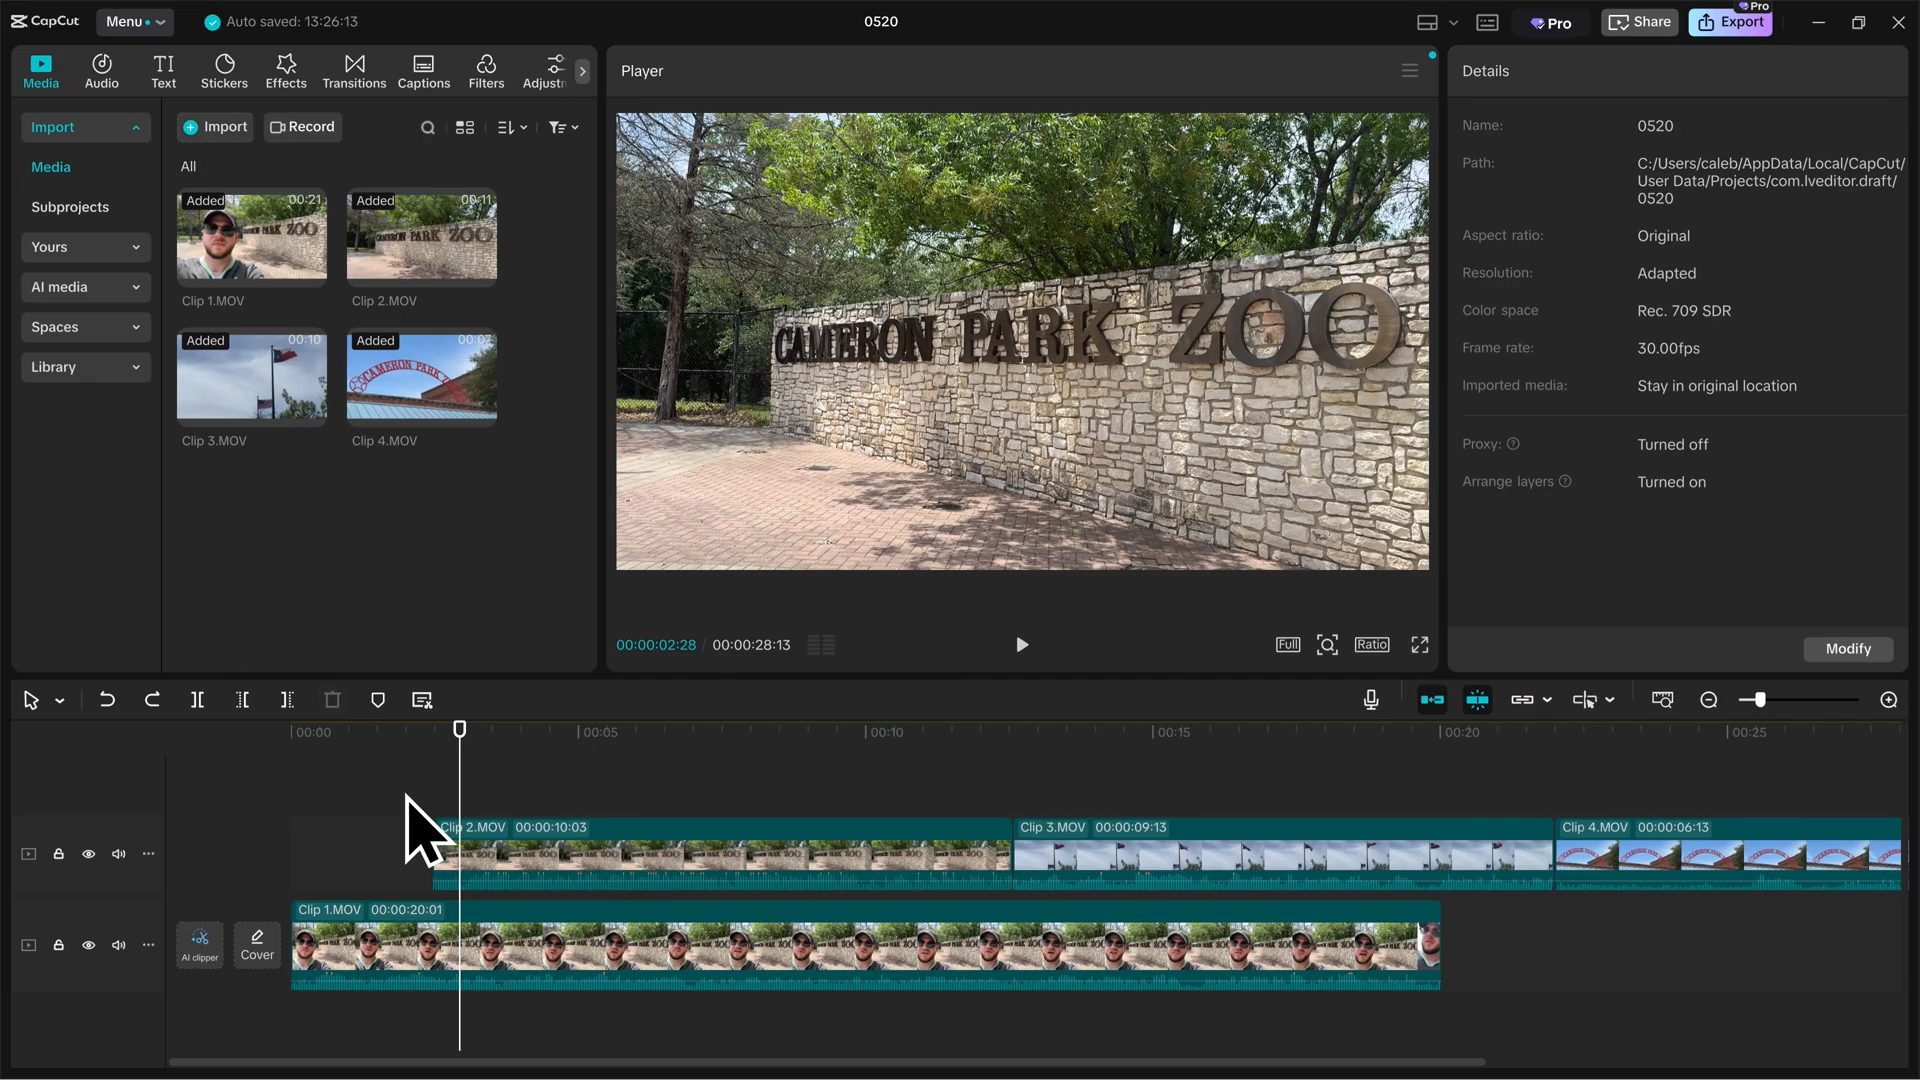 CapCut
Menu
Auto saved: 13:26:13
0520
Pro
Share
Export
Pro
Media
Audio
Text
Stickers
Effects
Transitions
Captions
Filters
Adjustm
Player
Details
Import
Media
Subprojects
Yours
AI media
Spaces
Library
Import
Record
All
Added
00:21
Clip 1.MOV
Added
00:11
Clip 2.MOV
Added
00:10
Clip 3.MOV
Added
00:07
Clip 4.MOV
CAMERON PARK ZOO
00:00:02:28 / 00:00:28:13
Full
Ratio
Name: 0520
Path: C:/Users/caleb/AppData/Local/CapCut/
User Data/Projects/com.lveditor.draft/
0520
Aspect ratio: Original
Resolution: Adapted
Color space Rec. 709 SDR
Frame rate: 30.00fps
Imported media: Stay in original location
Proxy: Turned off
Arrange layers Turned on
Modify
00:00
00:05
00:10
00:15
00:20
00:25
Clip 2.MOV 00:00:10:03
Clip 3.MOV 00:00:09:13
Clip 4.MOV 00:00:06:13
AI clipper
Cover
Clip 1.MOV 00:00:20:01